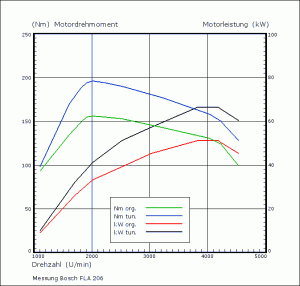 (Nm) Motordrehmoment
Motorleistung (kW)
250
100
200
80
150
60
100
40
50
20
Nm org.
Nm tun.
kW org.
kW tun.
0
1000
2000
3000
4000
5000
Drehzahl (U/min)
Messung Bosch FLA 206